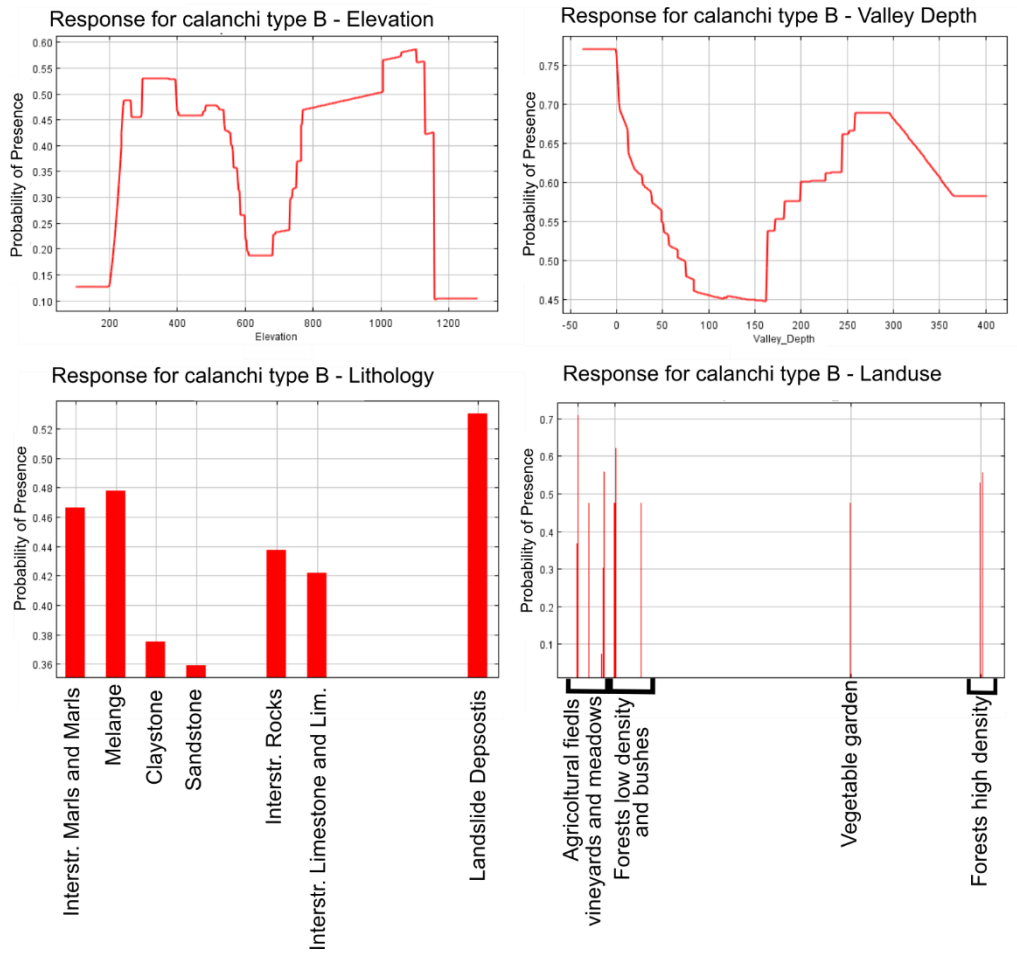 Response for calanchi type B - Elevation
Probability of Presence
0.60
0.55
0.50
0.45
0.40
0.35
0.30
0.25
0.20
0.15
0.10
200 400 600 800 1000 1200
Elevation
Response for calanchi type B - Valley Depth
Probability of Presence
0.75
0.70
0.65
0.60
0.55
0.50
0.45
-50 0 50 100 150 200 250 300 350 400
Valley_Depth
Response for calanchi type B - Lithology
Probability of Presence
0.52
0.48
0.46
0.44
0.42
0.40
0.38
0.36
Interstr. Marls and Marls
Melange
Claystone
Sandstone
Interstr. Rocks
Interstr. Limestone and Lim.
Landslide Depsostis
Response for calanchi type B - Landuse
Probability of Presence
0.7
0.6
0.5
0.4
0.3
0.2
0.1
Agricoltural fiedls
vineyards and meadows
Forests low density
and bushes
Vegetable garden
Forests high density